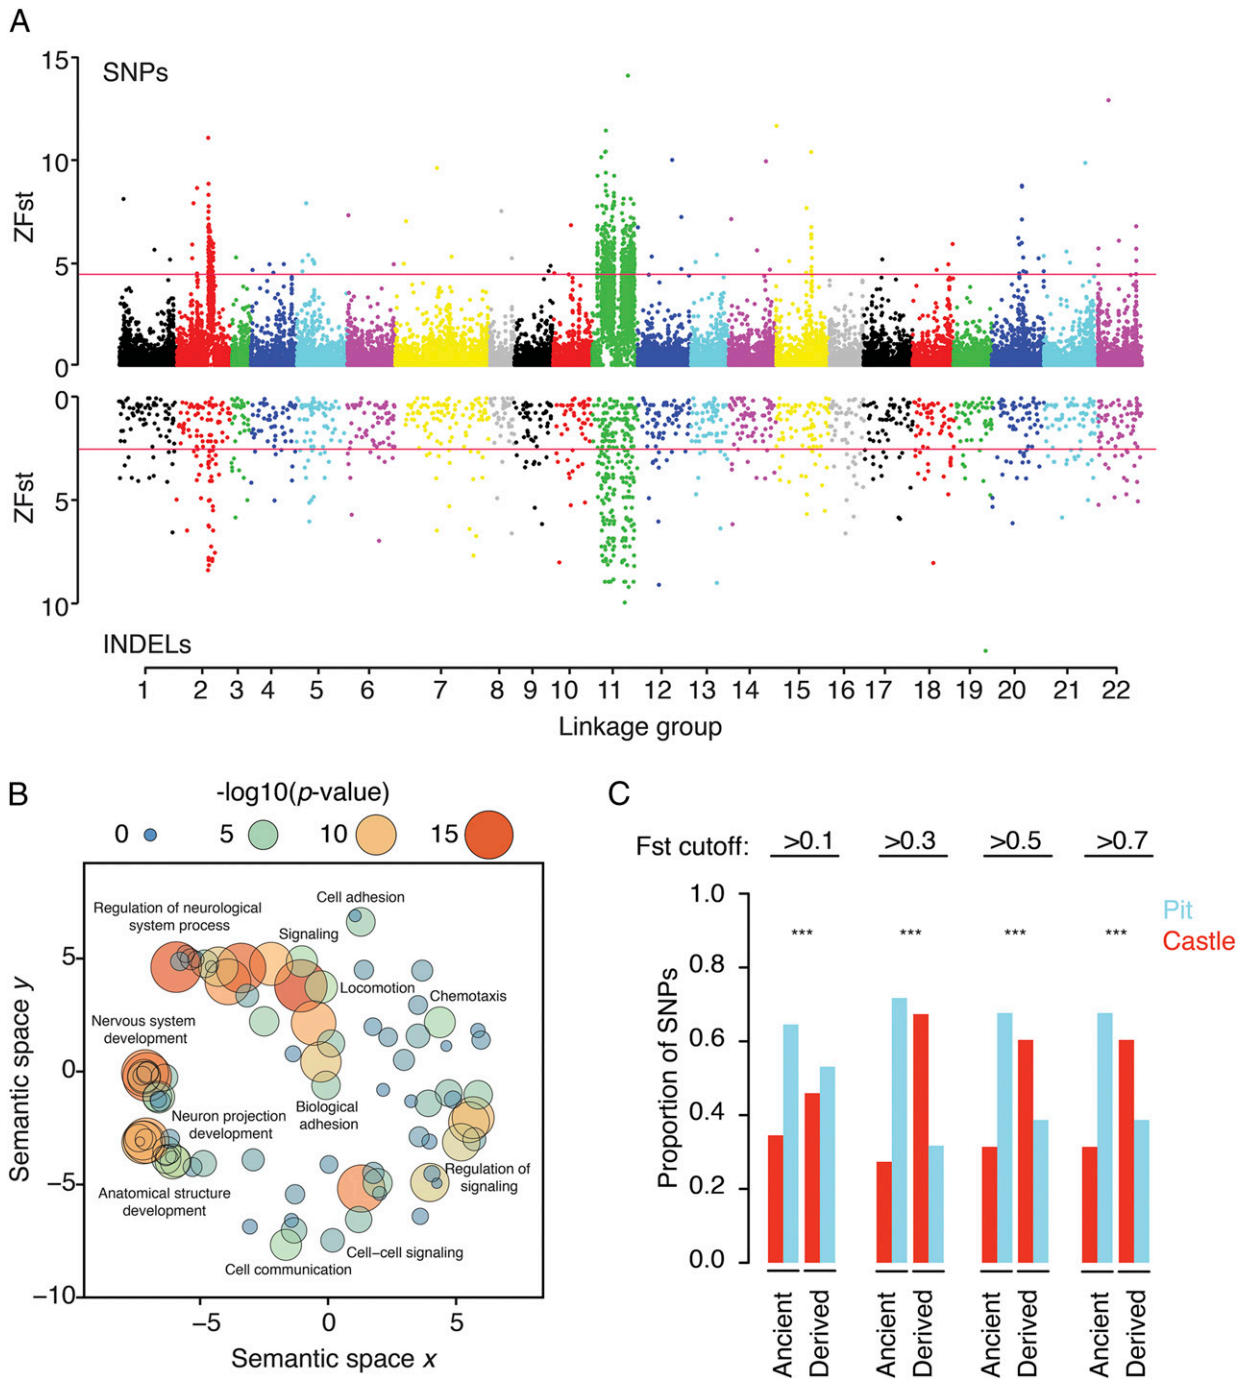 A
SNPs
15
10
5
0
ZFst
0
5
10
ZFst
INDELs
1 2 3 4 5 6 7 8 9 10 11 12 13 14 15 16 17 18 19 20 21 22
Linkage group
B
-log10(p-value)
0 5 10 15
Cell adhesion
Regulation of neurological
system process
Signaling
Locomotion
Chemotaxis
Nervous system
development
Neuron projection
development
Biological
adhesion
Regulation of
signaling
Anatomical structure
development
Cell–cell signaling
Cell communication
5
0
−5
−10
Semantic space y
−5 0 5
Semantic space x
C
Fst cutoff: >0.1 >0.3 >0.5 >0.7
Pit
Castle
*** *** *** ***
1.0
0.8
0.6
0.4
0.2
0.0
Proportion of SNPs
Ancient Derived Ancient Derived Ancient Derived Ancient Derived